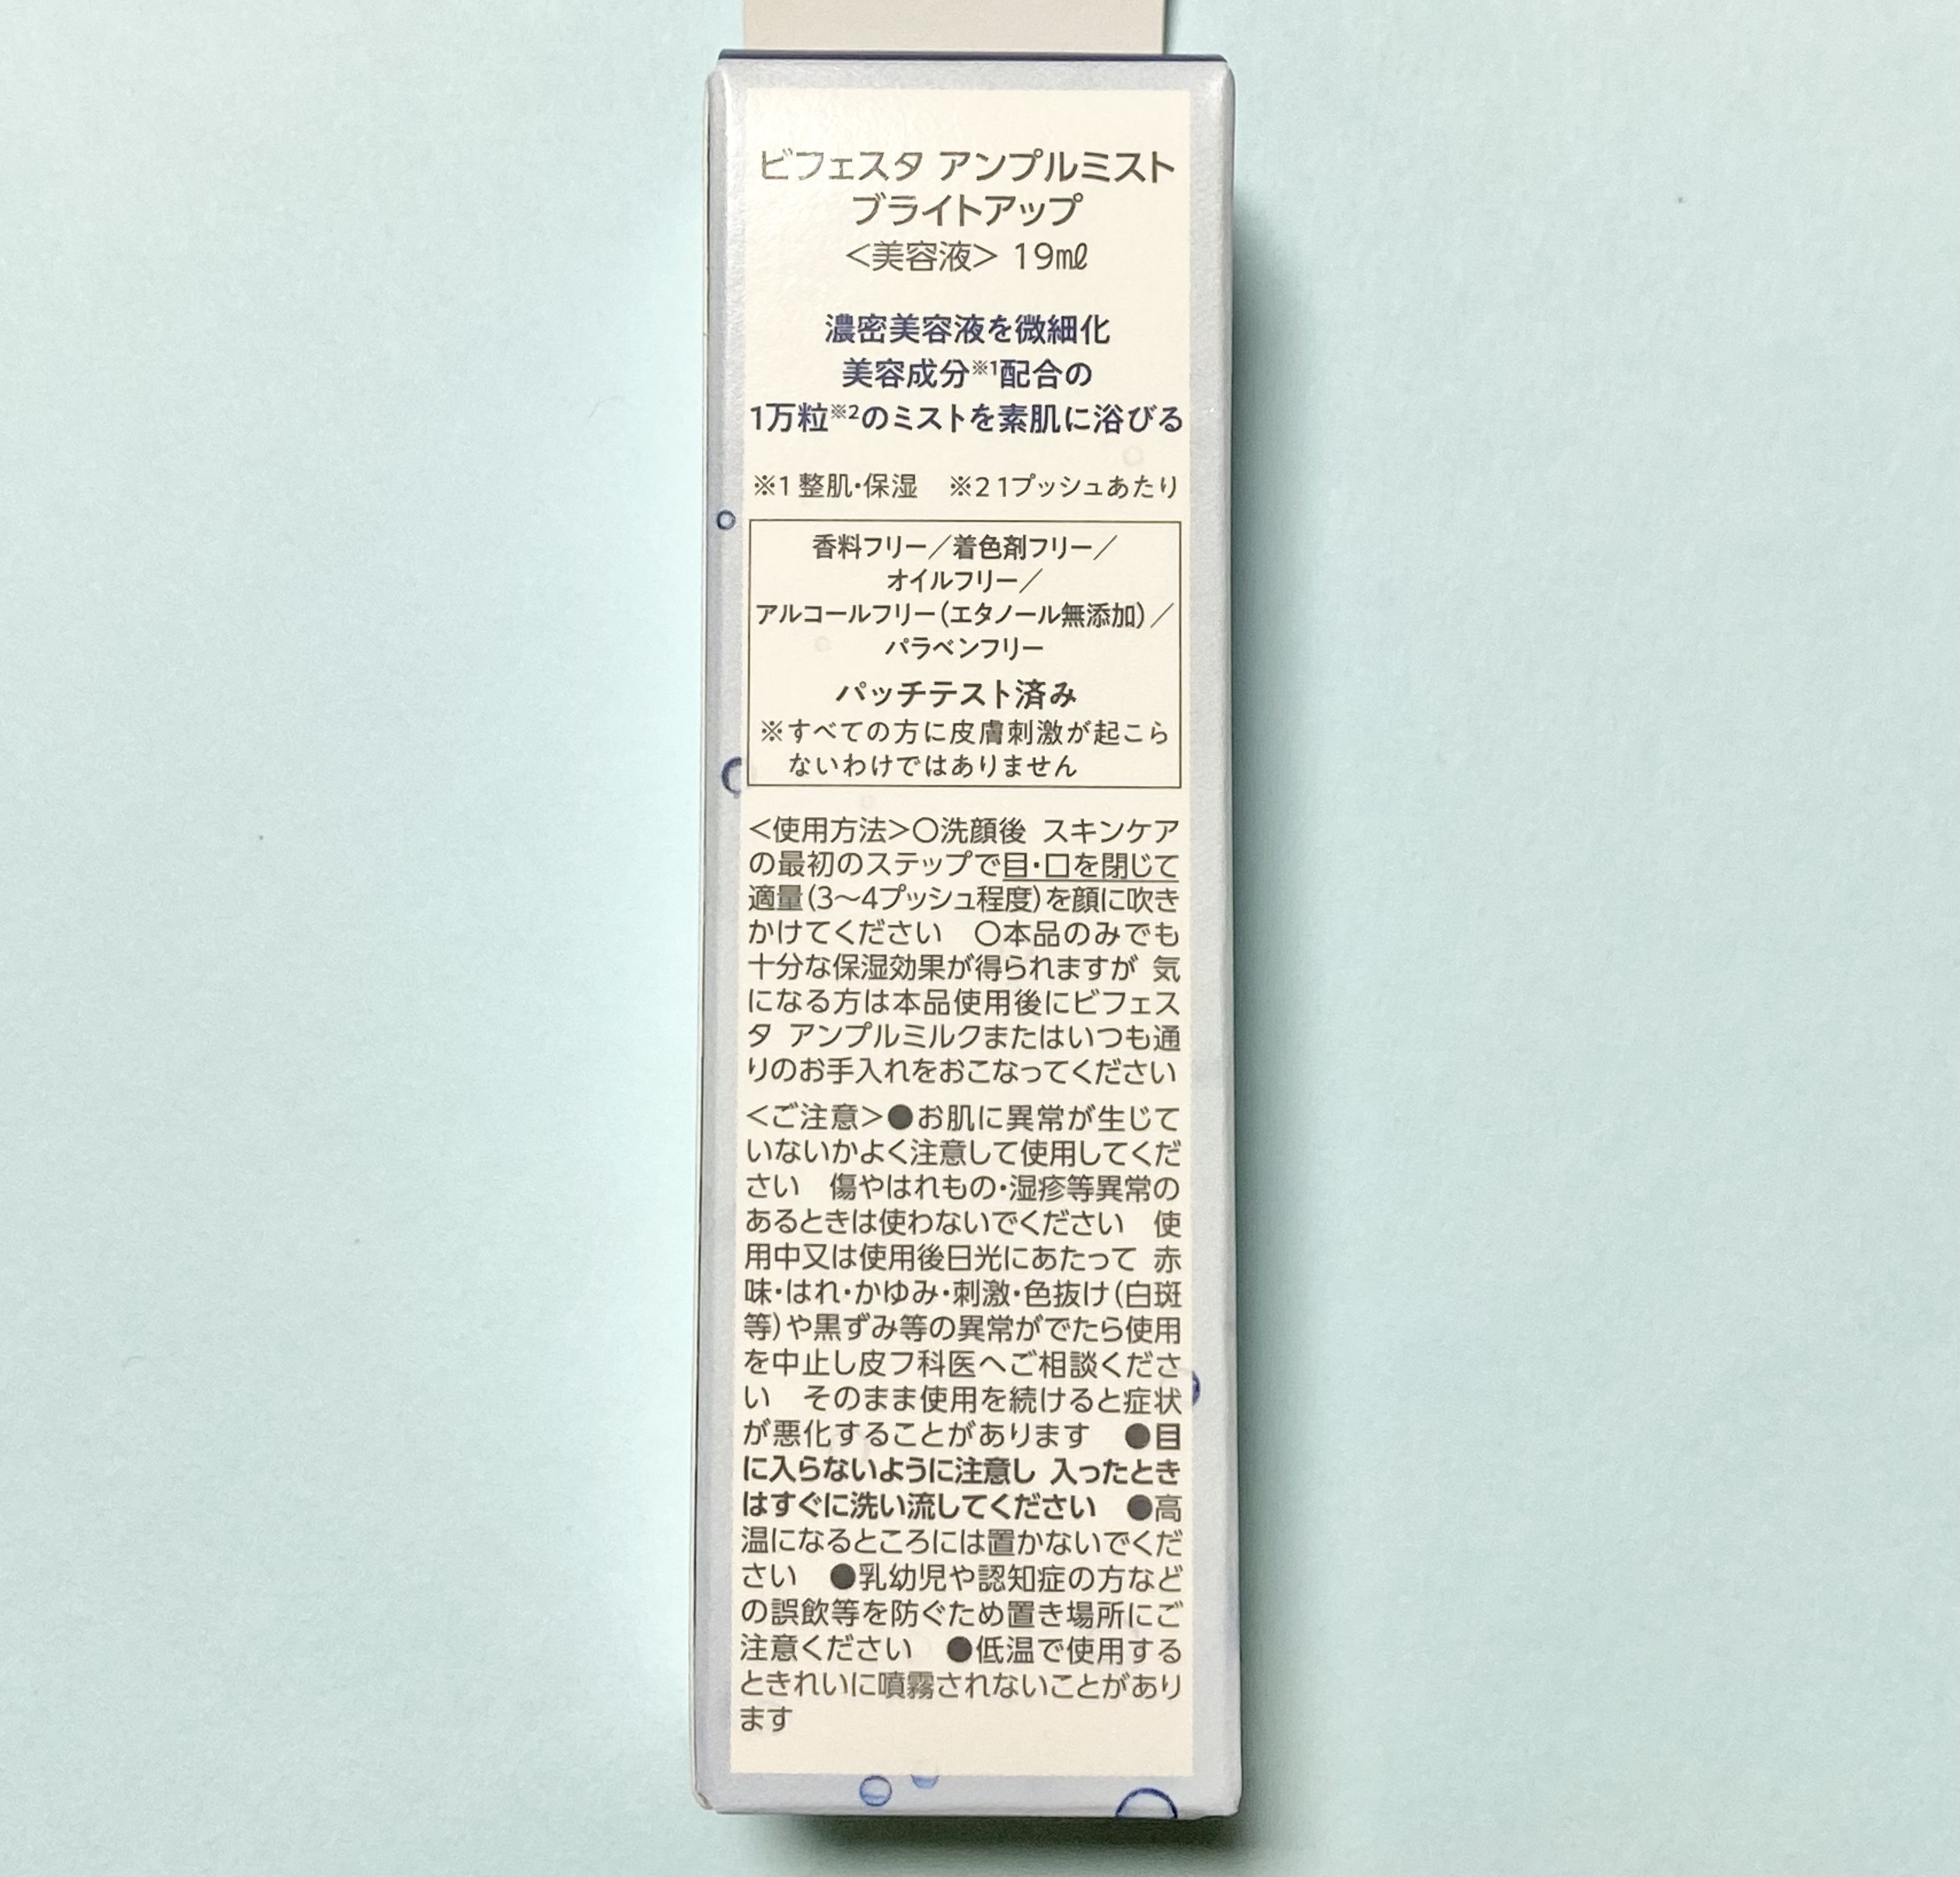 ビフェスタ アンプルミスト
ブライトアップ
＜美容液＞ 19㎖
濃密美容液を微細化
美容成分※1配合の
1万粒※2のミストを素肌に浴びる
※1 整肌・保湿　※2 1プッシュあたり
香料フリー／着色剤フリー／
オイルフリー／
アルコールフリー（エタノール無添加）／
パラベンフリー
パッチテスト済み
※すべての方に皮膚刺激が起こら
ないわけではありません
＜使用方法＞〇洗顔後 スキンケア
の最初のステップで目・口を閉じて
適量（3〜4プッシュ程度）を顔に吹き
かけてください　〇本品のみでも
十分な保湿効果が得られますが 気
になる方は本品使用後にビフェス
タ アンプルミルクまたはいつも通
りのお手入れをおこなってください
＜ご注意＞●お肌に異常が生じて
いないかよく注意して使用してくだ
さい　傷やはれもの・湿疹等異常の
あるときは使わないでください　使
用中又は使用後日光にあたって 赤
味・はれ・かゆみ・刺激・色抜け（白斑
等）や黒ずみ等の異常がでたら使用
を中止し皮フ科医へご相談くださ
い　そのまま使用を続けると症状
が悪化することがあります　●目
に入らないように注意し 入ったとき
はすぐに洗い流してください　●高
温になるところには置かないでくだ
さい　●乳幼児や認知症の方など
の誤飲等を防ぐため置き場所にご
注意ください　●低温で使用する
ときれいに噴霧されないことがあり
ます